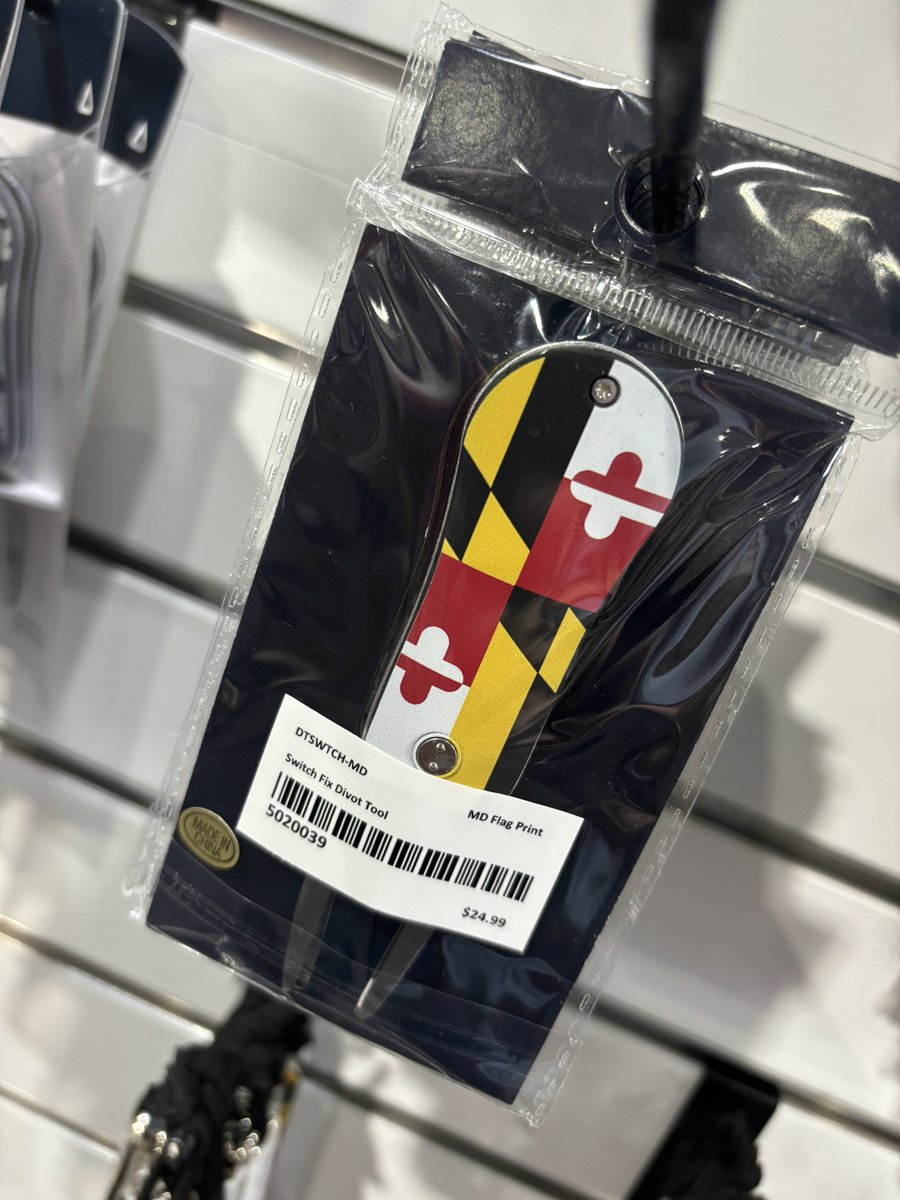 DTSWTCH-MD
Switch Fix Divot Tool
MD Flag Print
5020039
$24.99
MADE IN
CHINA